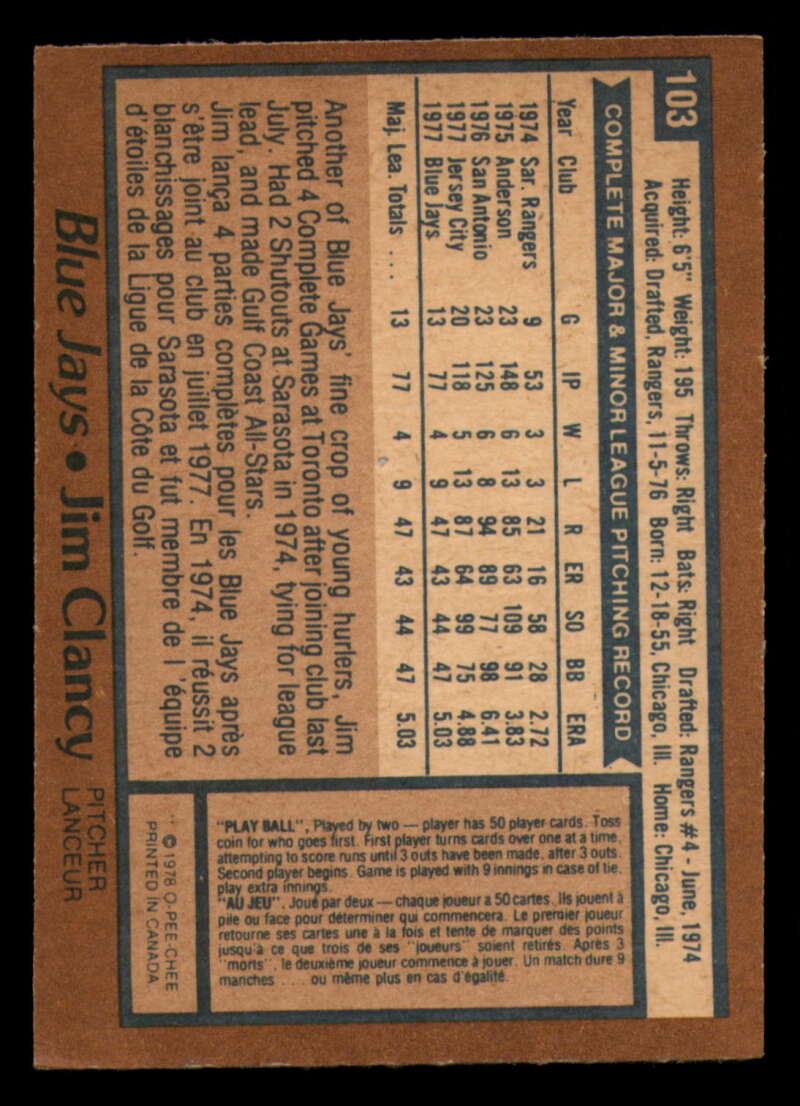 103
Height: 6'5" Weight: 195 Throws: Right Bats: Right Drafted: Rangers #4 - June, 1974
Acquired: Drafted, Rangers, 11-5-76 Born: 12-18-55, Chicago, Ill. Home: Chicago, Ill.
COMPLETE MAJOR & MINOR LEAGUE PITCHING RECORD
Year Club G IP W L R ER SO BB ERA
1974 Sar. Rangers 9 53 3 3 21 16 58 28 2.72
1975 Anderson 23 148 6 13 85 63 109 91 3.83
1976 San Antonio 23 125 6 8 94 89 77 98 6.41
1977 Jersey City 20 118 5 13 87 64 99 75 4.88
1977 Blue Jays 13 77 4 9 47 43 44 47 5.03
Maj. Lea. Totals .... 13 77 4 9 47 43 44 47 5.03
Another of Blue Jays' fine crop of young hurlers, Jim
pitched 4 Complete Games at Toronto after joining club last
July. Had 2 Shutouts at Sarasota in 1974, tying for league
lead, and made Gulf Coast All-Stars.
Jim lança 4 parties complètes pour les Blue Jays après
s'être joint au club en juillet 1977. En 1974, il réussit 2
blanchissages pour Sarasota et fut membre de l 'équipe
d'étoiles de la Ligue de la Côte du Golf.
"PLAY BALL", Played by two — player has 50 player cards. Toss
coin for who goes first. First player turns cards over one at a time,
attempting to score runs until 3 outs have been made, after 3 outs.
Second player begins. Game is played with 9 innings in case of tie,
play extra innings.
"AU JEU", Joué par deux — chaque joueur a 50 cartes. Ils jouent à
pile ou face pour déterminer qui commencera. Le premier joueur
retourne ses cartes une à la fois et tente de marquer des points
jusqu'à ce que trois de ses "joueurs" soient retirés. Après 3
"morts", le deuxième joueur commence à jouer. Un match dure 9
manches .... ou même plus en cas d'égalité.
© 1978 O-PEE-CHEE
PRINTED IN CANADA
Blue Jays • Jim Clancy PITCHER
LANCEUR